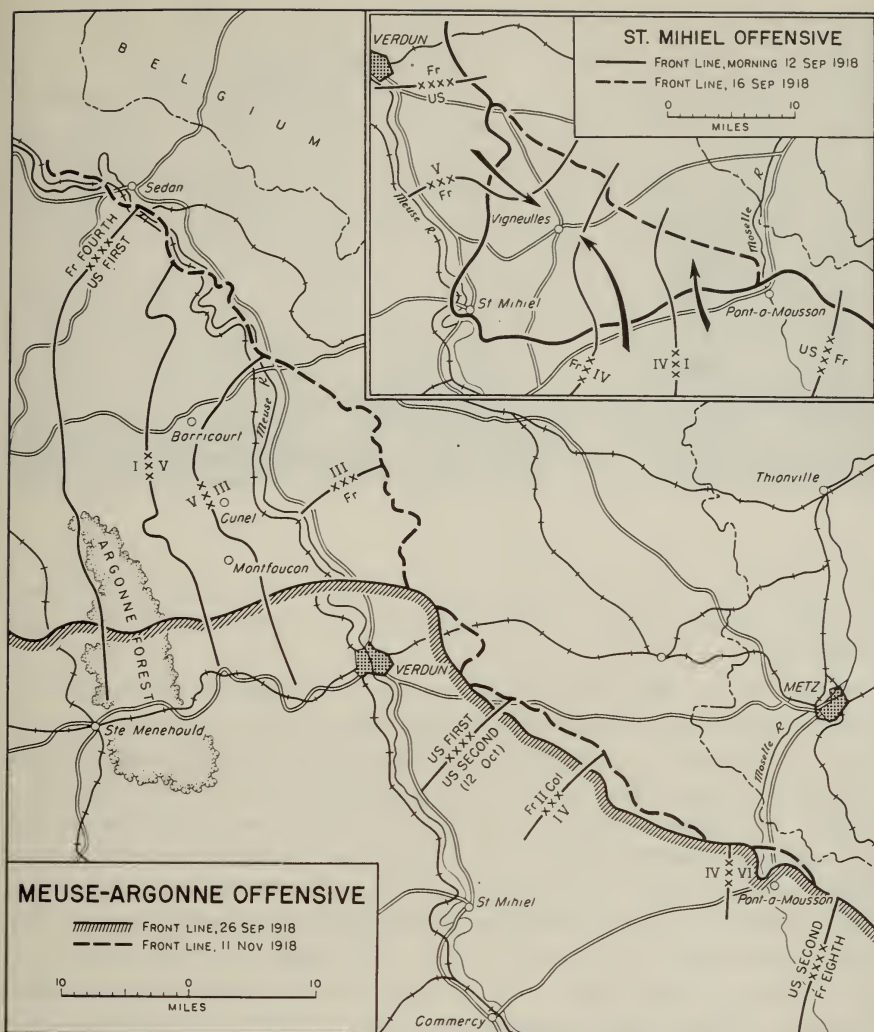 BELGIUM
Sedan
Fr FOURTH
XXXX
US FIRST
Barricourt
Meuse R
I XXX V
V XXX III
Cunel
III
XXX
Fr
Montfaucon
ARGONNE FOREST
VERDUN
Ste Menehould
US FIRST
XXXX
US SECOND
(12 Oct)
Fr II Col
XXX
IV
Thionville
METZ
Moselle R
IV XXX VI
Pont-a-Mousson
US SECOND
XXXX
Fr EIGHTH
St Mihiel
Commercy
ST. MIHIEL OFFENSIVE
FRONT LINE, MORNING 12 SEP 1918
FRONT LINE, 16 SEP 1918
0 10
MILES
VERDUN
Fr
XXXX
US
V
XXX
Fr
Meuse R
Vigneulles
Moselle R
St Mihiel
Pont-a-Mousson
Fr XXX IV
IV XXX I
US XXXX Fr
MEUSE-ARGONNE OFFENSIVE
FRONT LINE, 26 SEP 1918
FRONT LINE, 11 NOV 1918
10 0 10
MILES